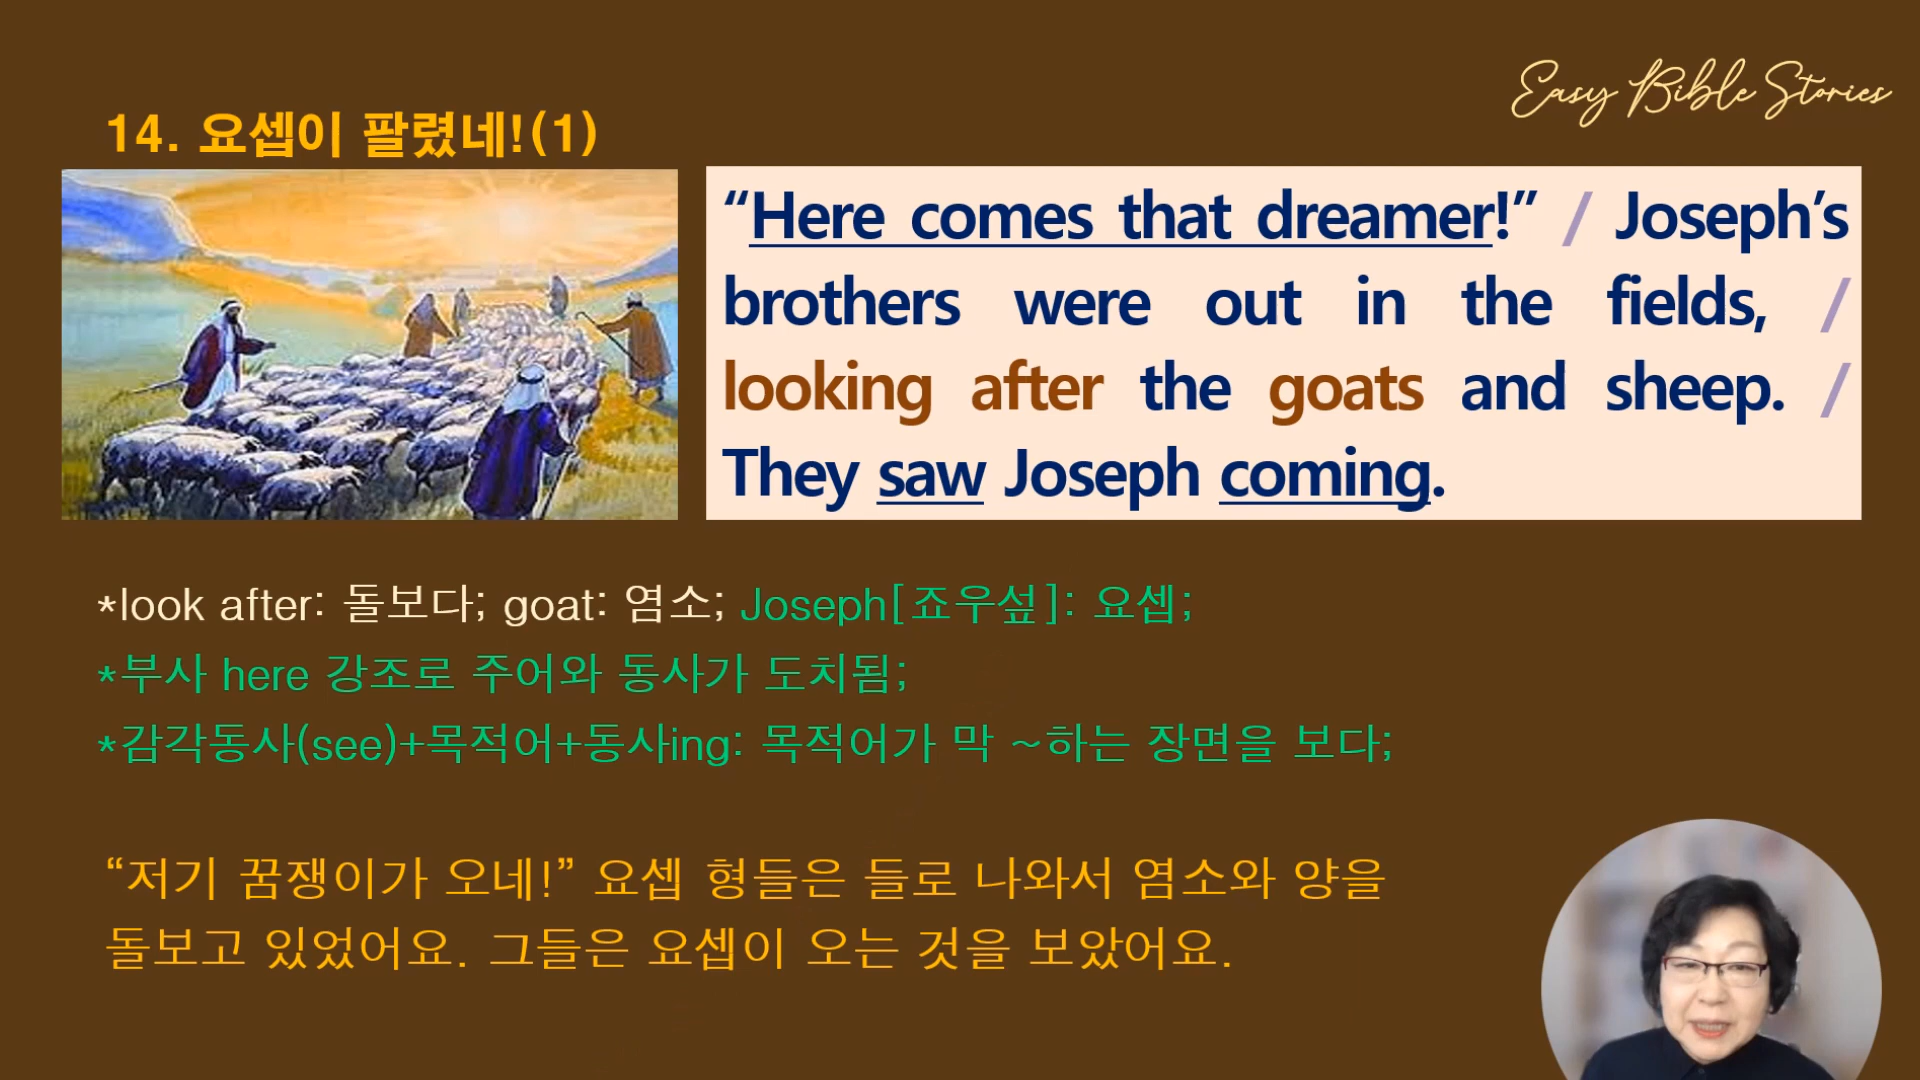 Easy Bible Stories
14. 요셉이 팔렸네!(1)
“Here comes that dreamer!” / Joseph’s
brothers were out in the fields, /
looking after the goats and sheep. /
They saw Joseph coming.
*look after: 돌보다; goat: 염소; Joseph[죠우섶]: 요셉;
*부사 here 강조로 주어와 동사가 도치됨;
*감각동사(see)+목적어+동사ing: 목적어가 막 ~하는 장면을 보다;
“저기 꿈쟁이가 오네!” 요셉 형들은 들로 나와서 염소와 양을
돌보고 있었어요. 그들은 요셉이 오는 것을 보았어요.